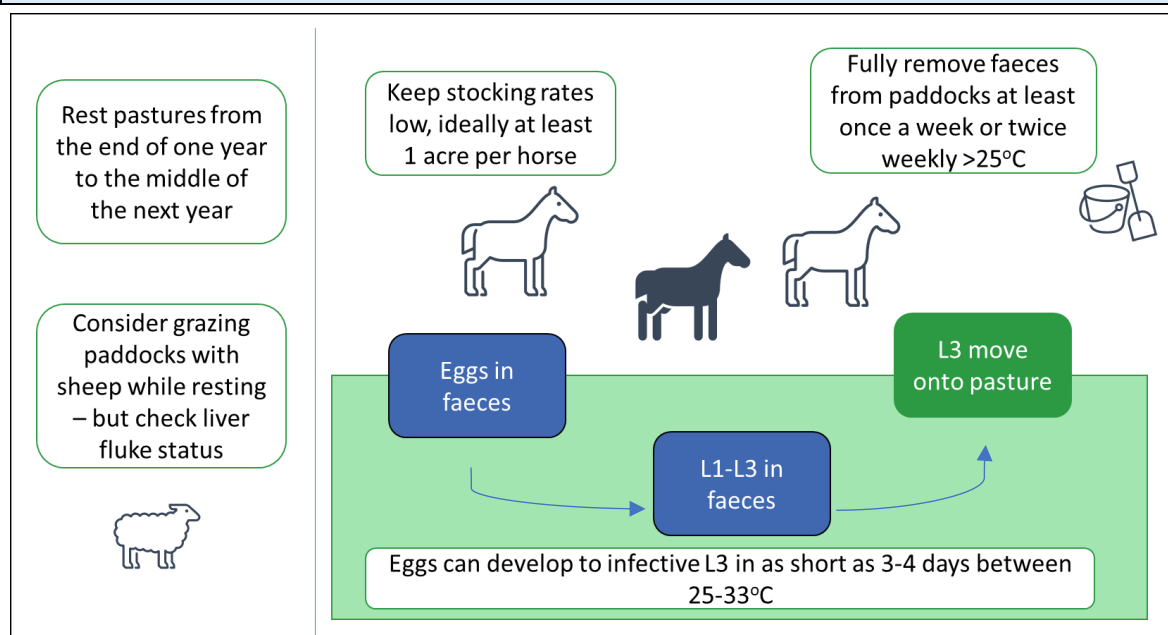 Rest pastures from
the end of one year
to the middle of
the next year
Consider grazing
paddocks with
sheep while resting
– but check liver
fluke status
Keep stocking rates
low, ideally at least
1 acre per horse
Fully remove faeces
from paddocks at least
once a week or twice
weekly >25°C
Eggs in
faeces
L1-L3 in
faeces
L3 move
onto pasture
Eggs can develop to infective L3 in as short as 3-4 days between
25-33°C